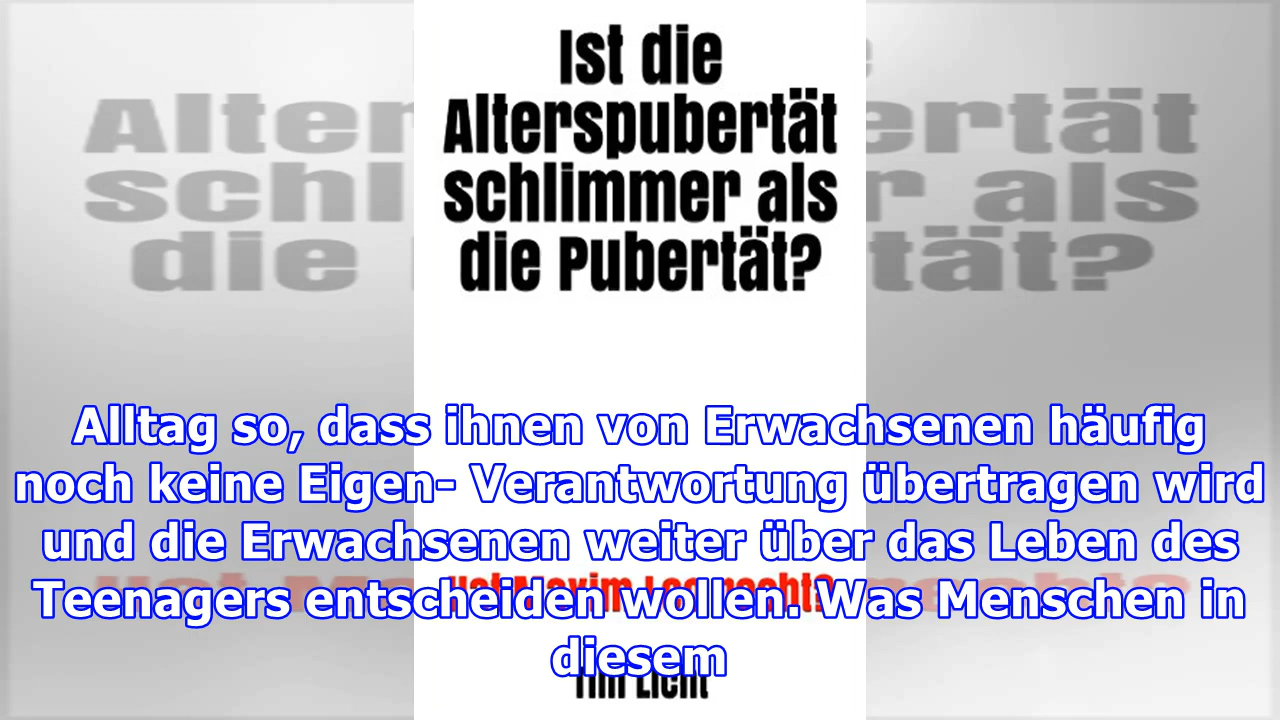 Ist die
Alterspubertät
schlimmer als
die Pubertät?
Alltag so, dass ihnen von Erwachsenen häufig
noch keine Eigen- Verantwortung übertragen wird
und die Erwachsenen weiter über das Leben des
Teenagers entscheiden wollen. Was Menschen in
diesem